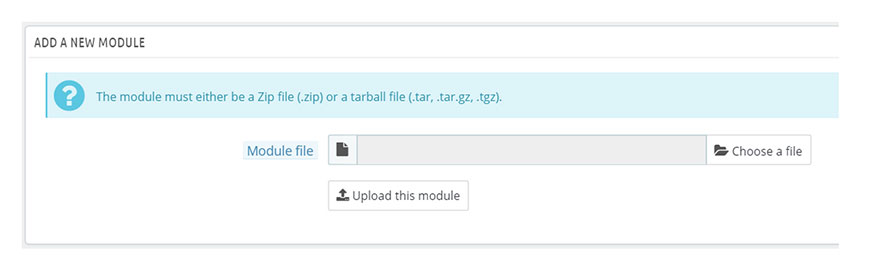 ADD A NEW MODULE
The module must either be a Zip file (.zip) or a tarball file (.tar, .tar.gz, .tgz).
Module file Choose a file
Upload this module